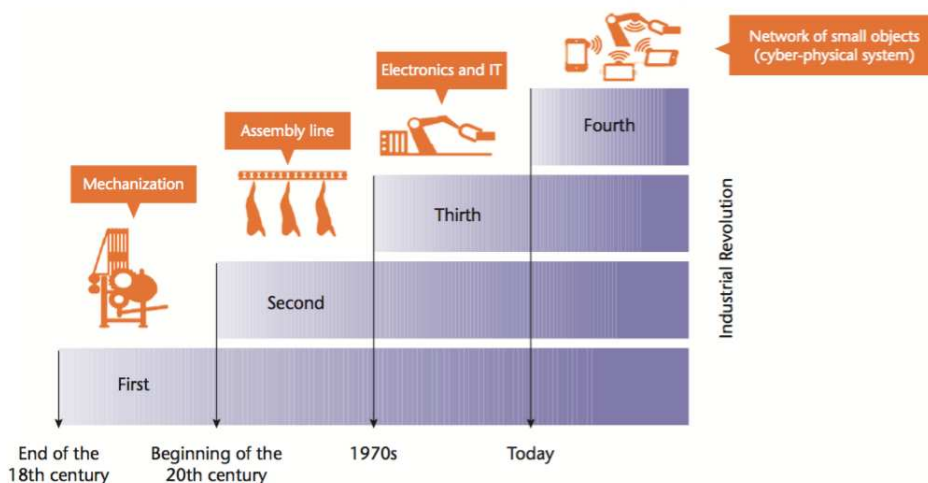 Network of small objects
(cyber-physical system)
Electronics and IT
Fourth
Assembly line
Mechanization
Thirth
Second
First
Industrial Revolution
End of the
18th century
Beginning of the
20th century
1970s
Today